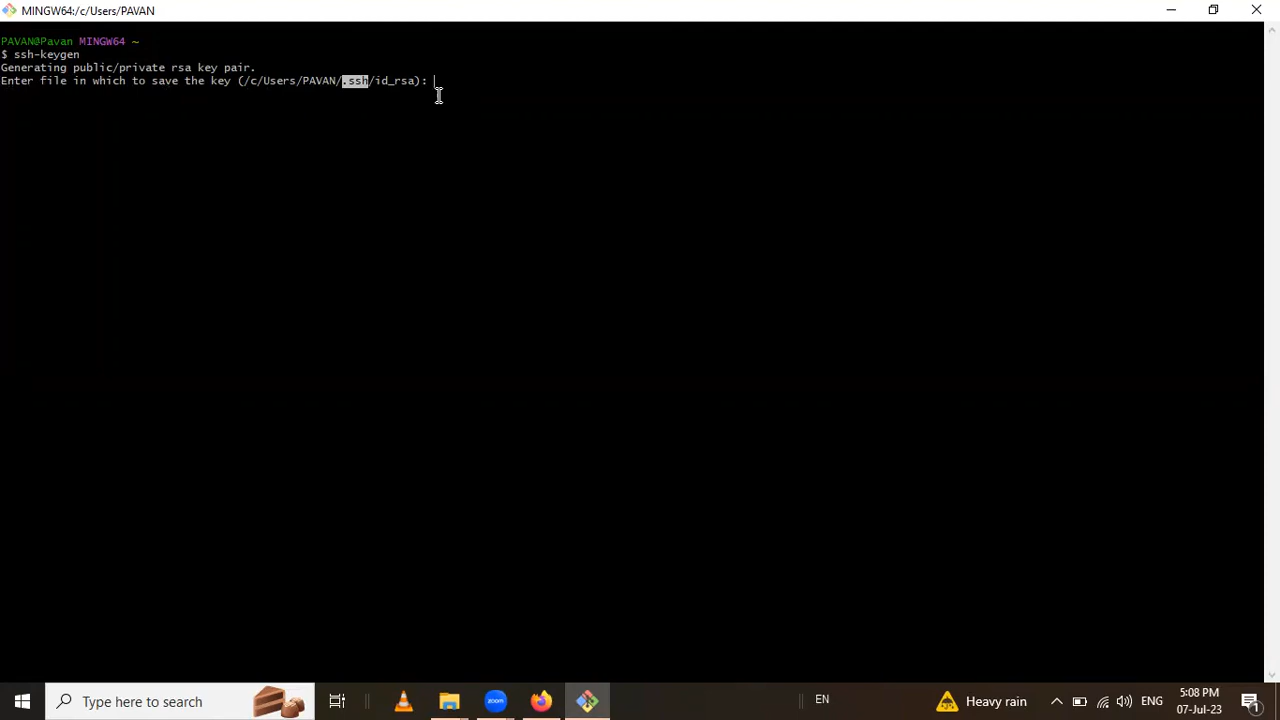 MINGW64:/c/Users/PAVAN
PAVAN@Pavan MINGW64 ~
$ ssh-keygen
Generating public/private rsa key pair.
Enter file in which to save the key (/c/Users/PAVAN/.ssh/id_rsa):
Type here to search
zoom
EN
Heavy rain
ENG
5:08 PM
07-Jul-23
1